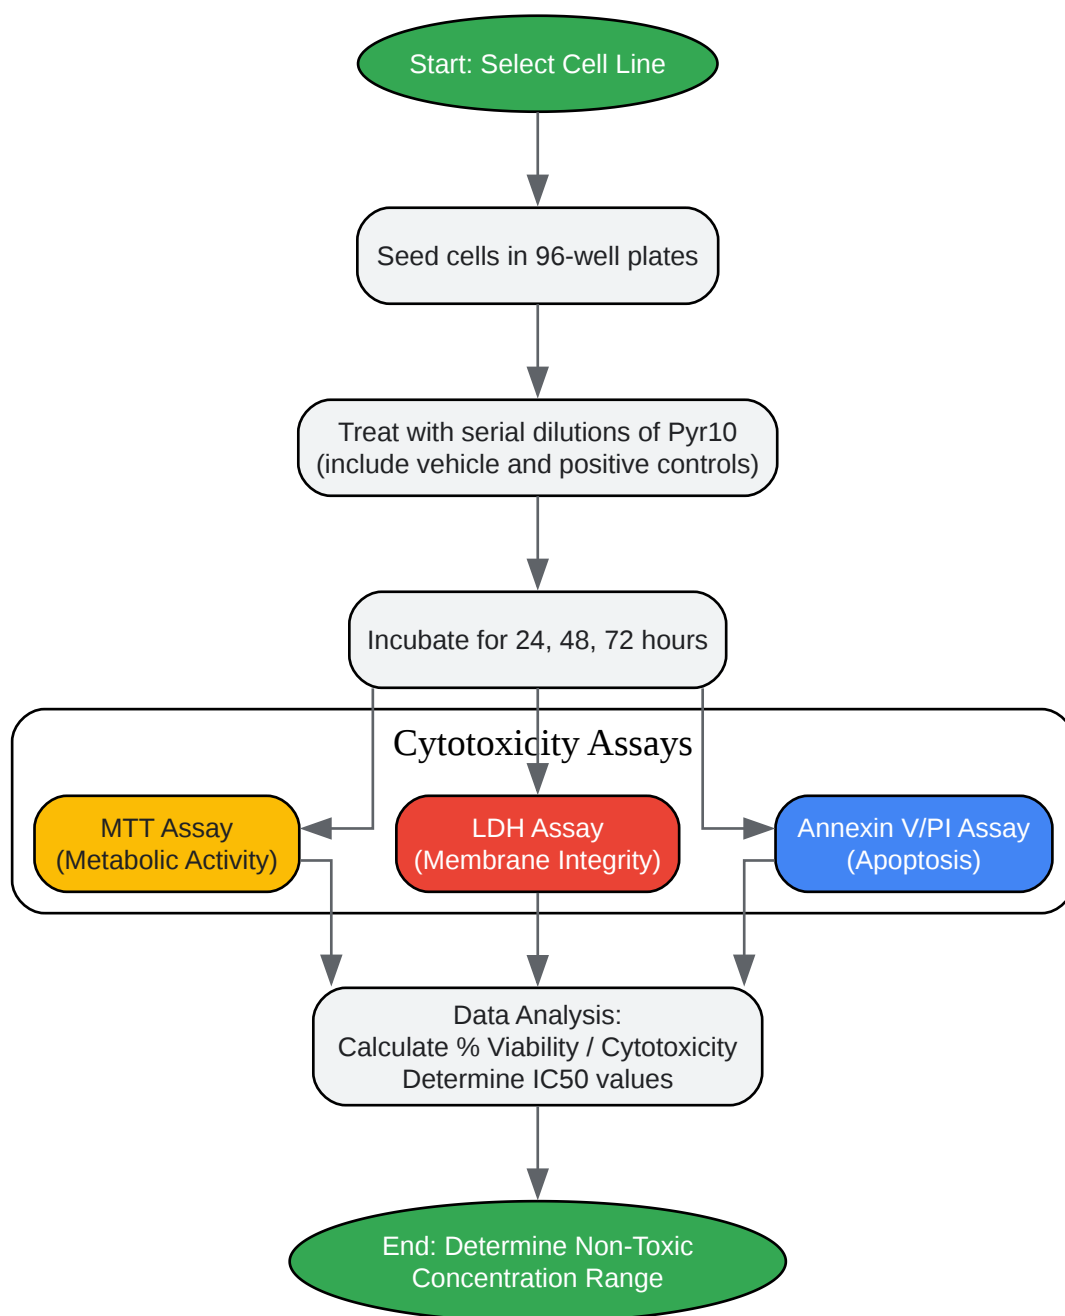 Start: Select Cell Line
Seed cells in 96-well plates
Treat with serial dilutions of Pyr10
(include vehicle and positive controls)
Incubate for 24, 48, 72 hours
Cytotoxicity Assays
MTT Assay
(Metabolic Activity)
LDH Assay
(Membrane Integrity)
Annexin V/PI Assay
(Apoptosis)
Data Analysis:
Calculate % Viability / Cytotoxicity
Determine IC50 values
End: Determine Non-Toxic
Concentration Range